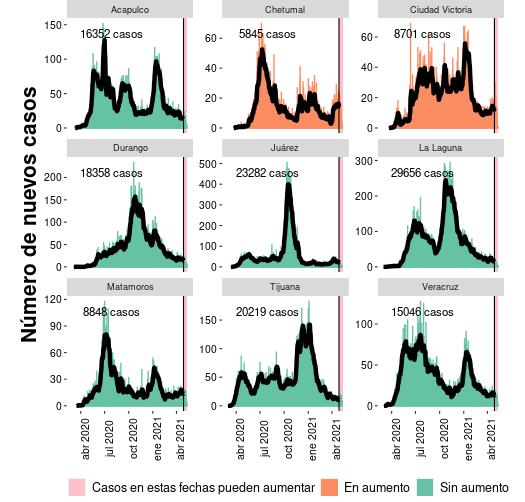 Número de nuevos casos
Acapulco
16352 casos
150
100
50
0
Chetumal
5845 casos
60
40
20
0
Ciudad Victoria
8701 casos
60
40
20
0
Durango
18358 casos
200
150
100
50
0
Juárez
23282 casos
500
400
300
200
100
0
La Laguna
29656 casos
300
200
100
0
Matamoros
8848 casos
120
90
60
30
0
Tijuana
20219 casos
150
100
50
0
Veracruz
15046 casos
100
50
0
abr 2020
jul 2020
oct 2020
ene 2021
abr 2021
abr 2020
jul 2020
oct 2020
ene 2021
abr 2021
abr 2020
jul 2020
oct 2020
ene 2021
abr 2021
Casos en estas fechas pueden aumentar
En aumento
Sin aumento